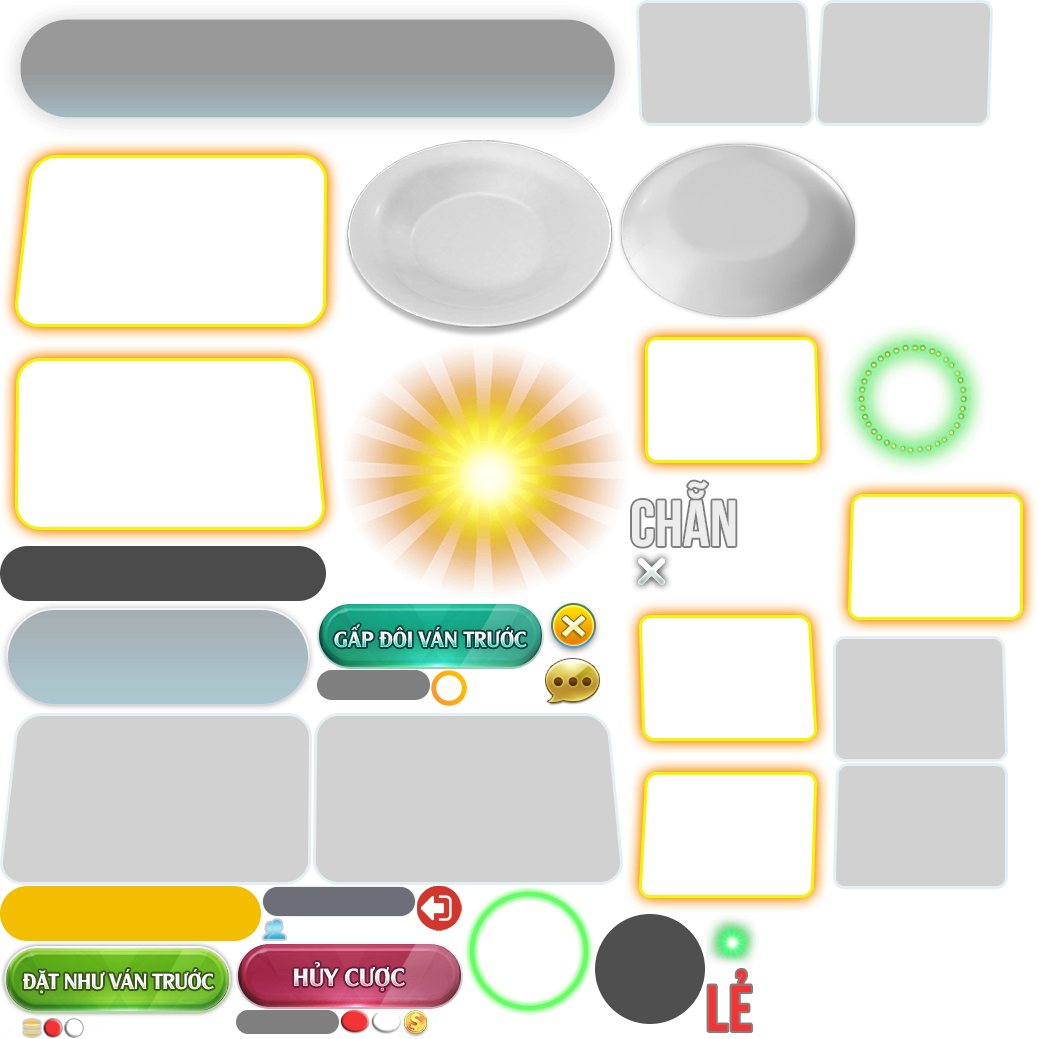 CHẴN
GẤP ĐÔI VÁN TRƯỚC
ĐẶT NHƯ VÁN TRƯỚC
HỦY CƯỢC
LẺ